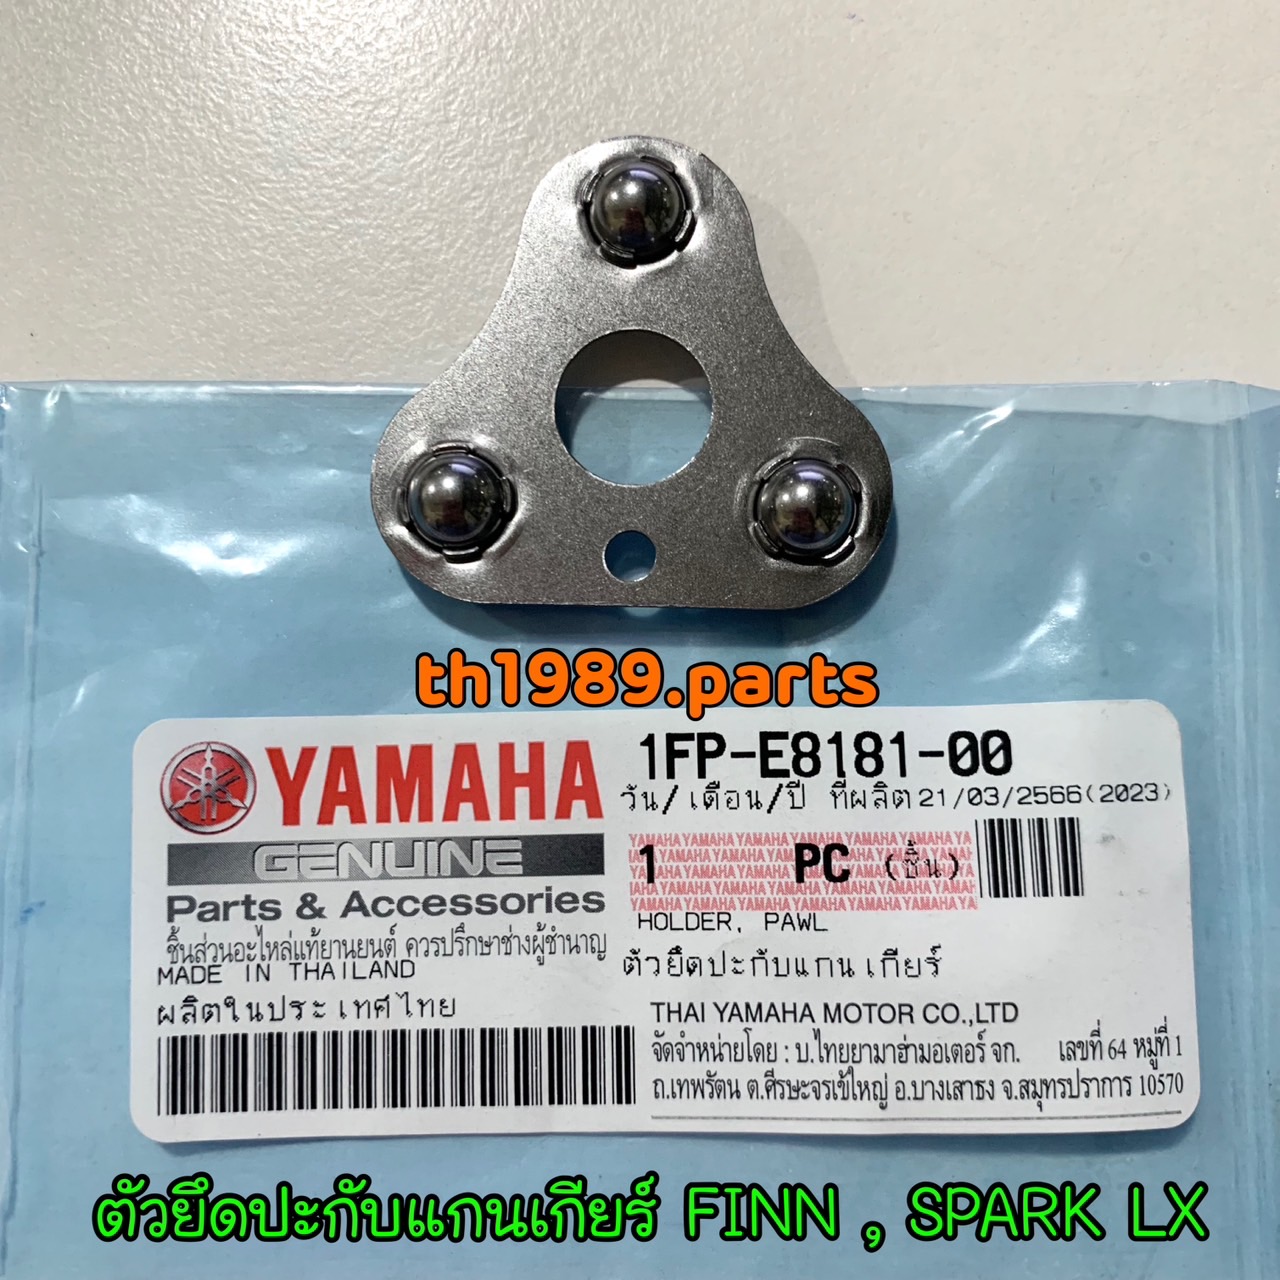 th1989.parts
YAMAHA
GENUINE
Parts & Accessories
ชิ้นส่วนอะไหล่แท้ยานยนต์ ควรปรึกษาช่างผู้ชำนาญ
MADE IN THAILAND
ผลิตในประเทศไทย
1FP-E8181-00
วัน/เดือน/ปี ที่ผลิต 21/03/2566(2023)
1 PC (ชิ้น)
HOLDER, PAWL
ตัวยึดปะกับแกนเกียร์
THAI YAMAHA MOTOR CO.,LTD
จัดจำหน่ายโดย : บ.ไทยยามาฮ่ามอเตอร์ จก. เลขที่ 64 หมู่ที่ 1
ถ.เทพรัตน ต.ศีรษะจรเข้ใหญ่ อ.บางเสาธง จ.สมุทรปราการ 10570
ตัวยึดปะกับแกนเกียร์ FINN , SPARK LX